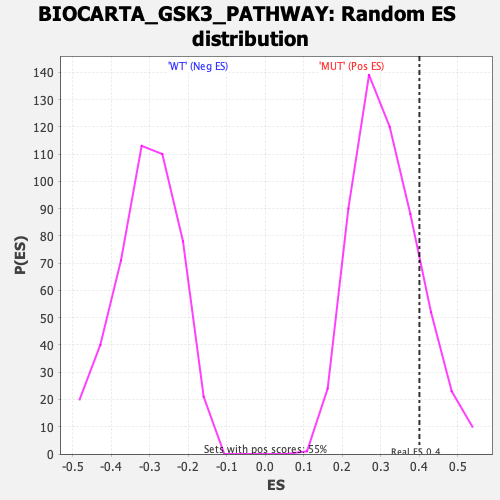 BIOCARTA_GSK3_PATHWAY: Random ES
distribution
'WT' (Neg ES)
'MUT' (Pos ES)
140
130
120
110
100
90
80
70
60
50
40
30
20
10
0
P(ES)
Sets with pos scores: 55%
Real ES 0.4
-0.5 -0.4 -0.3 -0.2 -0.1 0.0 0.1 0.2 0.3 0.4 0.5
ES